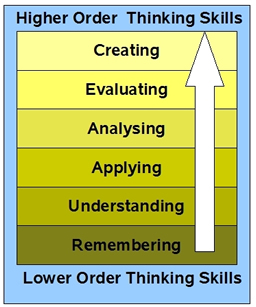 Higher Order Thinking Skills
Creating
Evaluating
Analysing
Applying
Understanding
Remembering
Lower Order Thinking Skills